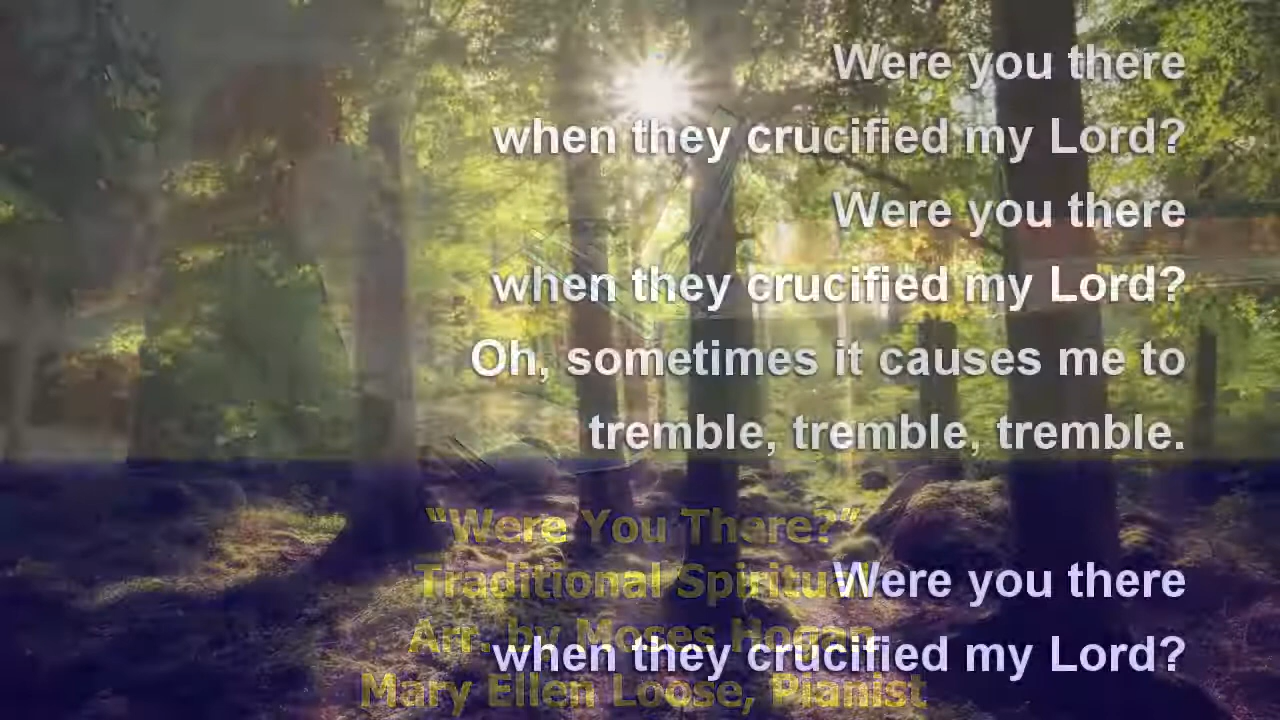 Were you there
when they crucified my Lord?
Were you there
when they crucified my Lord?
Oh, sometimes it causes me to
tremble, tremble, tremble.
“Were You There?”
Traditional Spiritual
Were you there
Arr. by Moses Hogan
when they crucified my Lord?
Mary Ellen Loose, Pianist